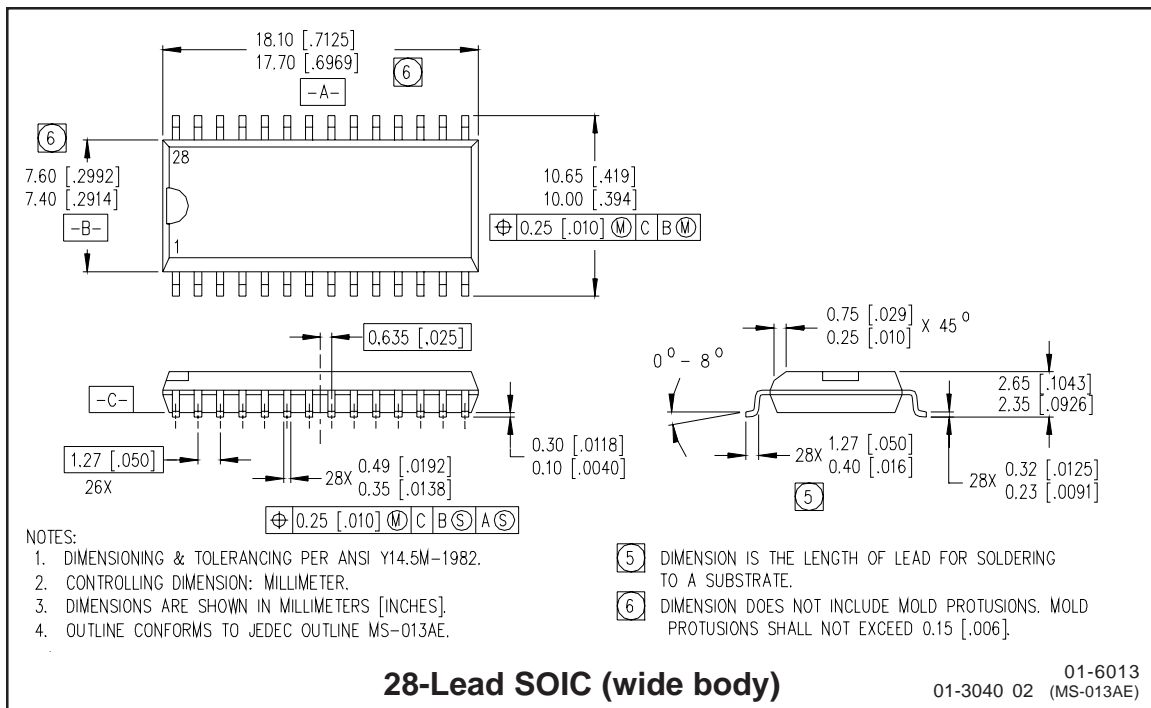 18.10 [.7125]
17.70 [.6969]
6
-A-
6
28
7.60 [.2992]
7.40 [.2914]
-B-
1
10.65 [.419]
10.00 [.394]
⌖ 0.25 [.010] Ⓜ C B Ⓜ
0.635 [.025]
-C-
1.27 [.050]
26X
28X 0.49 [.0192]
0.35 [.0138]
⌖ 0.25 [.010] Ⓜ C B Ⓢ A Ⓢ
0.30 [.0118]
0.10 [.0040]
0.75 [.029]
0.25 [.010] X 45°
0° - 8°
2.65 [.1043]
2.35 [.0926]
28X 1.27 [.050]
0.40 [.016]
5
28X 0.32 [.0125]
0.23 [.0091]
NOTES:
1. DIMENSIONING & TOLERANCING PER ANSI Y14.5M-1982.
2. CONTROLLING DIMENSION: MILLIMETER.
3. DIMENSIONS ARE SHOWN IN MILLIMETERS [INCHES].
4. OUTLINE CONFORMS TO JEDEC OUTLINE MS-013AE.
5 DIMENSION IS THE LENGTH OF LEAD FOR SOLDERING
TO A SUBSTRATE.
6 DIMENSION DOES NOT INCLUDE MOLD PROTUSIONS. MOLD
PROTUSIONS SHALL NOT EXCEED 0.15 [.006].
28-Lead SOIC (wide body)
01-6013
01-3040 02 (MS-013AE)